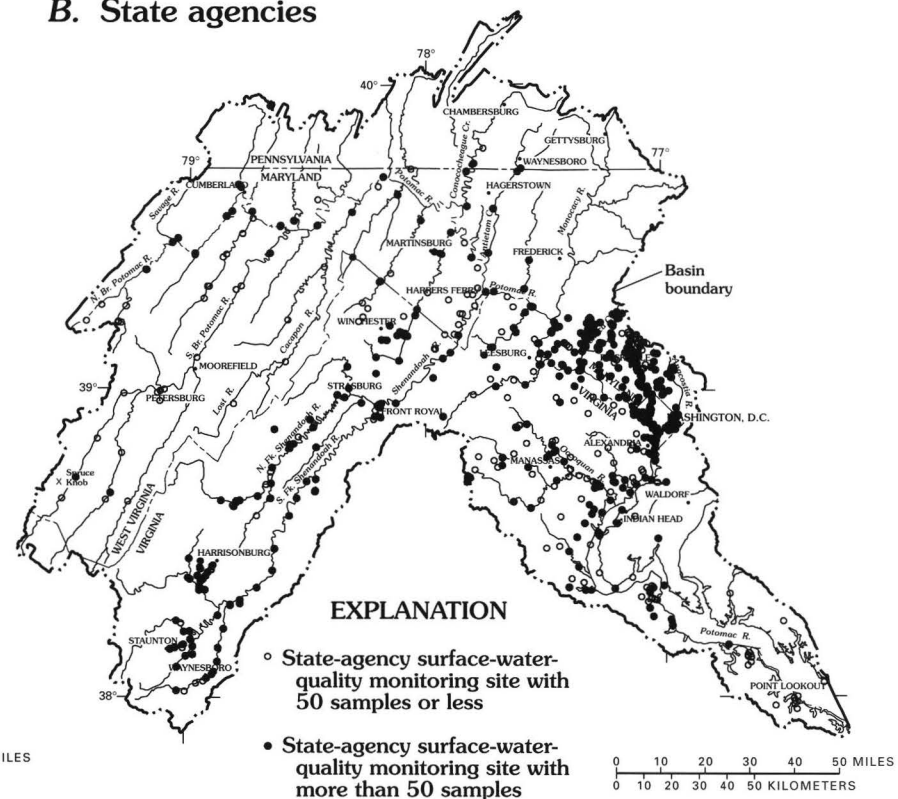 B. State agencies
78°
40°
CHAMBERSBURG
GETTYSBURG
79°
PENNSYLVANIA
MARYLAND
WAYNESBORO
77°
CUMBERLAND
HAGERSTOWN
Savage R.
Potomac R.
Conococheague Cr.
Antietam Cr.
Monocacy R.
MARTINSBURG
FREDERICK
N. Br. Potomac R.
HARPERS FERRY
Potomac R.
Basin
boundary
S. Br. Potomac R.
Cacapon R.
WINCHESTER
LEESBURG
MOOREFIELD
Shenandoah R.
39°
PETERSBURG
Lost R.
STRASBURG
FRONT ROYAL
MARYLAND
VIRGINIA
Anacostia R.
WASHINGTON, D.C.
N. Fk. Shenandoah R.
S. Fk. Shenandoah R.
ALEXANDRIA
MANASSAS
Occoquan R.
Spruce
x Knob
WALDORF
WEST VIRGINIA
VIRGINIA
INDIAN HEAD
HARRISONBURG
EXPLANATION
STAUNTON
WAYNESBORO
Potomac R.
38°
POINT LOOKOUT
○ State-agency surface-water-
quality monitoring site with
50 samples or less
● State-agency surface-water-
quality monitoring site with
more than 50 samples
ILES
0 10 20 30 40 50 MILES
0 10 20 30 40 50 KILOMETERS